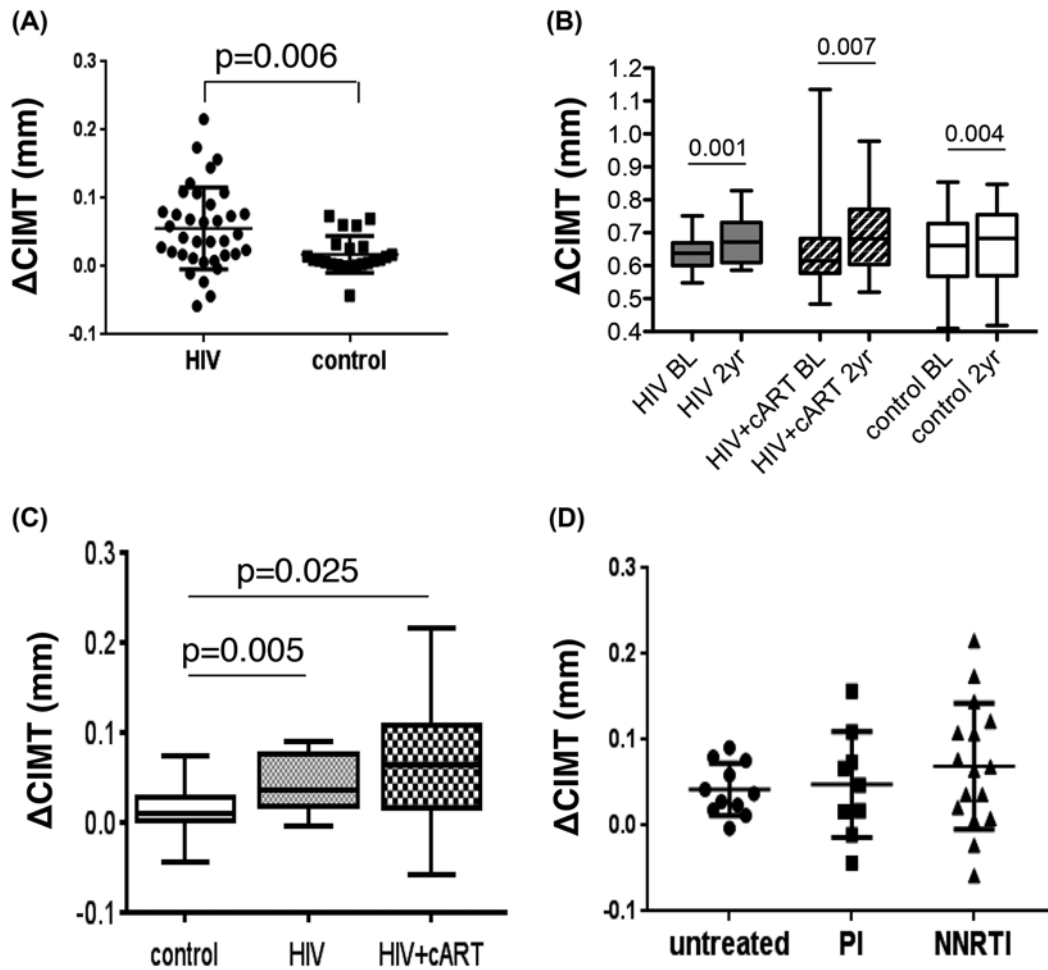 (A)
p=0.006
ΔCIMT (mm)
0.3
0.2
0.1
0.0
-0.1
HIV control
(B)
0.007
0.001
0.004
ΔCIMT (mm)
1.2
1.1
1.0
0.9
0.8
0.7
0.6
0.5
0.4
HIV BL
HIV 2yr
HIV+cART BL
HIV+cART 2yr
control BL
control 2yr
(C)
p=0.025
p=0.005
ΔCIMT (mm)
0.3
0.2
0.1
0.0
-0.1
control HIV HIV+cART
(D)
ΔCIMT (mm)
0.3
0.2
0.1
0.0
-0.1
untreated PI NNRTI